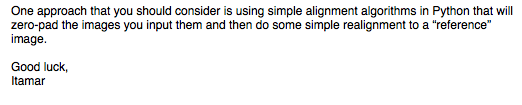 One approach that you should consider is using simple alignment algorithms in Python that will
zero-pad the images you input them and then do some simple realignment to a “reference”
image.
Good luck,
Itamar